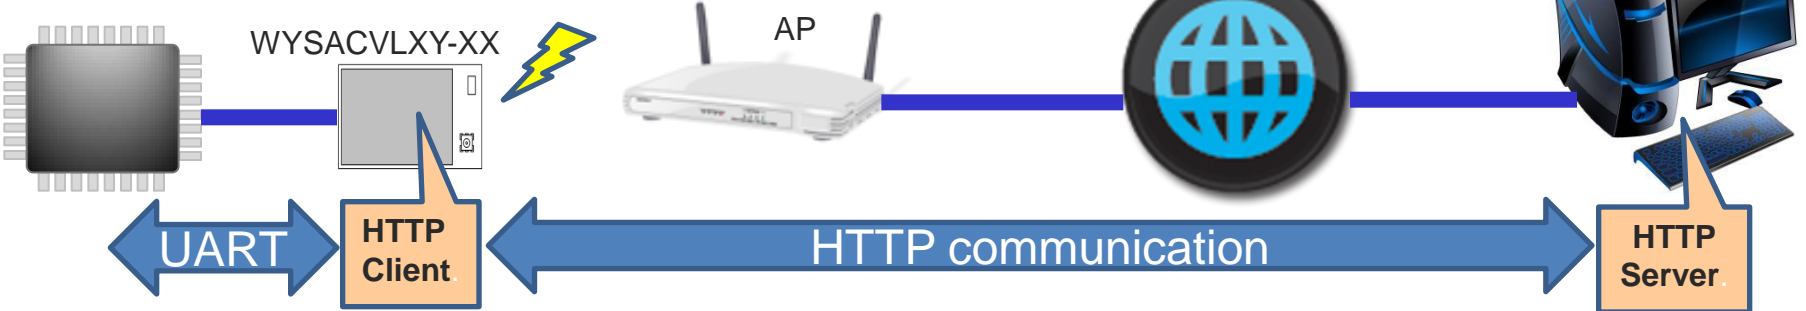 WYSACVLXY-XX
AP
UART
HTTP
Client.
HTTP communication
HTTP
Server.